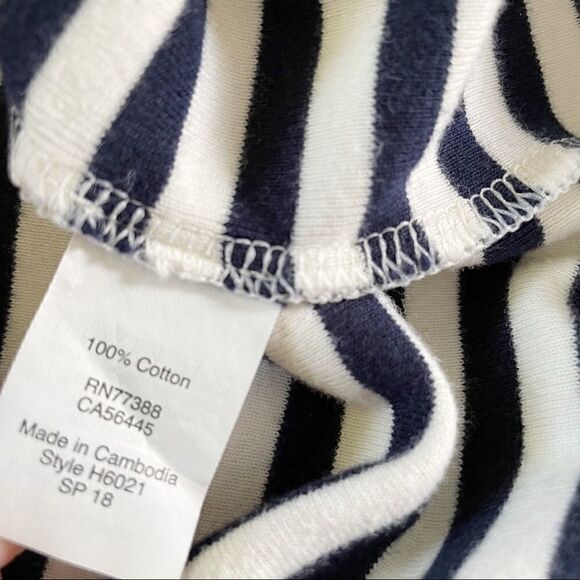 100% Cotton
RN77388
CA56445
Made in Cambodia
Style H6021
SP 18